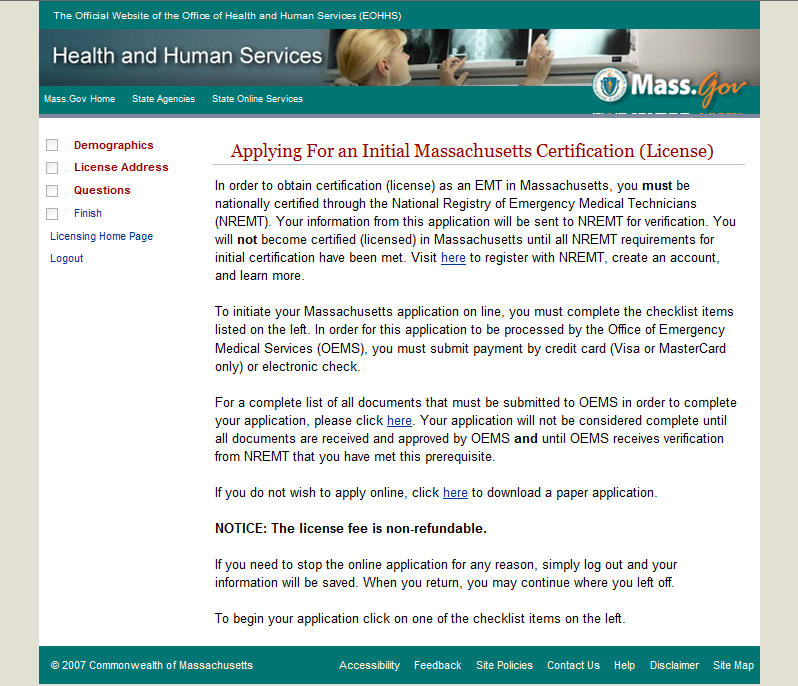 The Official Website of the Office of Health and Human Services (EOHHS)
Health and Human Services
Mass.Gov
Mass.Gov Home State Agencies State Online Services
Demographics
License Address
Questions
Finish
Licensing Home Page
Logout
Applying For an Initial Massachusetts Certification (License)
In order to obtain certification (license) as an EMT in Massachusetts, you must be
nationally certified through the National Registry of Emergency Medical Technicians
(NREMT). Your information from this application will be sent to NREMT for verification. You
will not become certified (licensed) in Massachusetts until all NREMT requirements for
initial certification have been met. Visit here to register with NREMT, create an account,
and learn more.
To initiate your Massachusetts application on line, you must complete the checklist items
listed on the left. In order for this application to be processed by the Office of Emergency
Medical Services (OEMS), you must submit payment by credit card (Visa or MasterCard
only) or electronic check.
For a complete list of all documents that must be submitted to OEMS in order to complete
your application, please click here. Your application will not be considered complete until
all documents are received and approved by OEMS and until OEMS receives verification
from NREMT that you have met this prerequisite.
If you do not wish to apply online, click here to download a paper application.
NOTICE: The license fee is non-refundable.
If you need to stop the online application for any reason, simply log out and your
information will be saved. When you return, you may continue where you left off.
To begin your application click on one of the checklist items on the left.
© 2007 Commonwealth of Massachusetts Accessibility Feedback Site Policies Contact Us Help Disclaimer Site Map